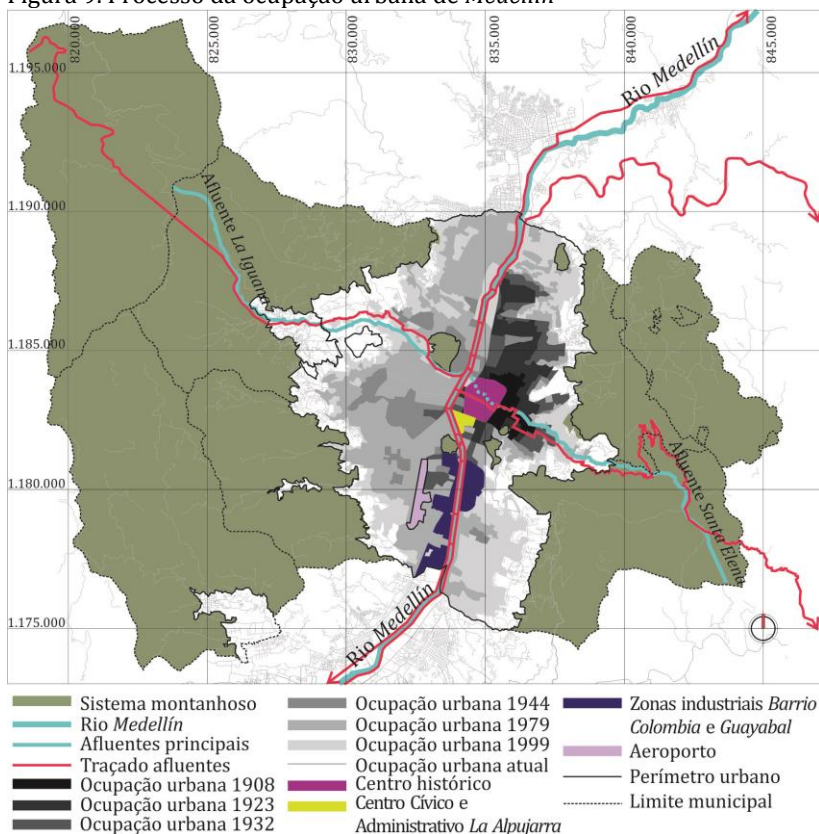 Figura 9. Processo da ocupação urbana de Medellín
820.000
825.000
830.000
835.000
840.000
845.000
1.195.000
Rio Medellín
1.190.000
Afluente La Iguaná
1.185.000
1.180.000
Afluente Santa Elena
1.175.000
Rio Medellín
Sistema montanhoso
Rio Medellín
Afluentes principais
Traçado afluentes
Ocupação urbana 1908
Ocupação urbana 1923
Ocupação urbana 1932
Ocupação urbana 1944
Ocupação urbana 1979
Ocupação urbana 1999
Ocupação urbana atual
Centro histórico
Centro Cívico e
Administrativo La Alpujarra
Zonas industriais Barrio
Colombia e Guayabal
Aeroporto
Perímetro urbano
Limite municipal